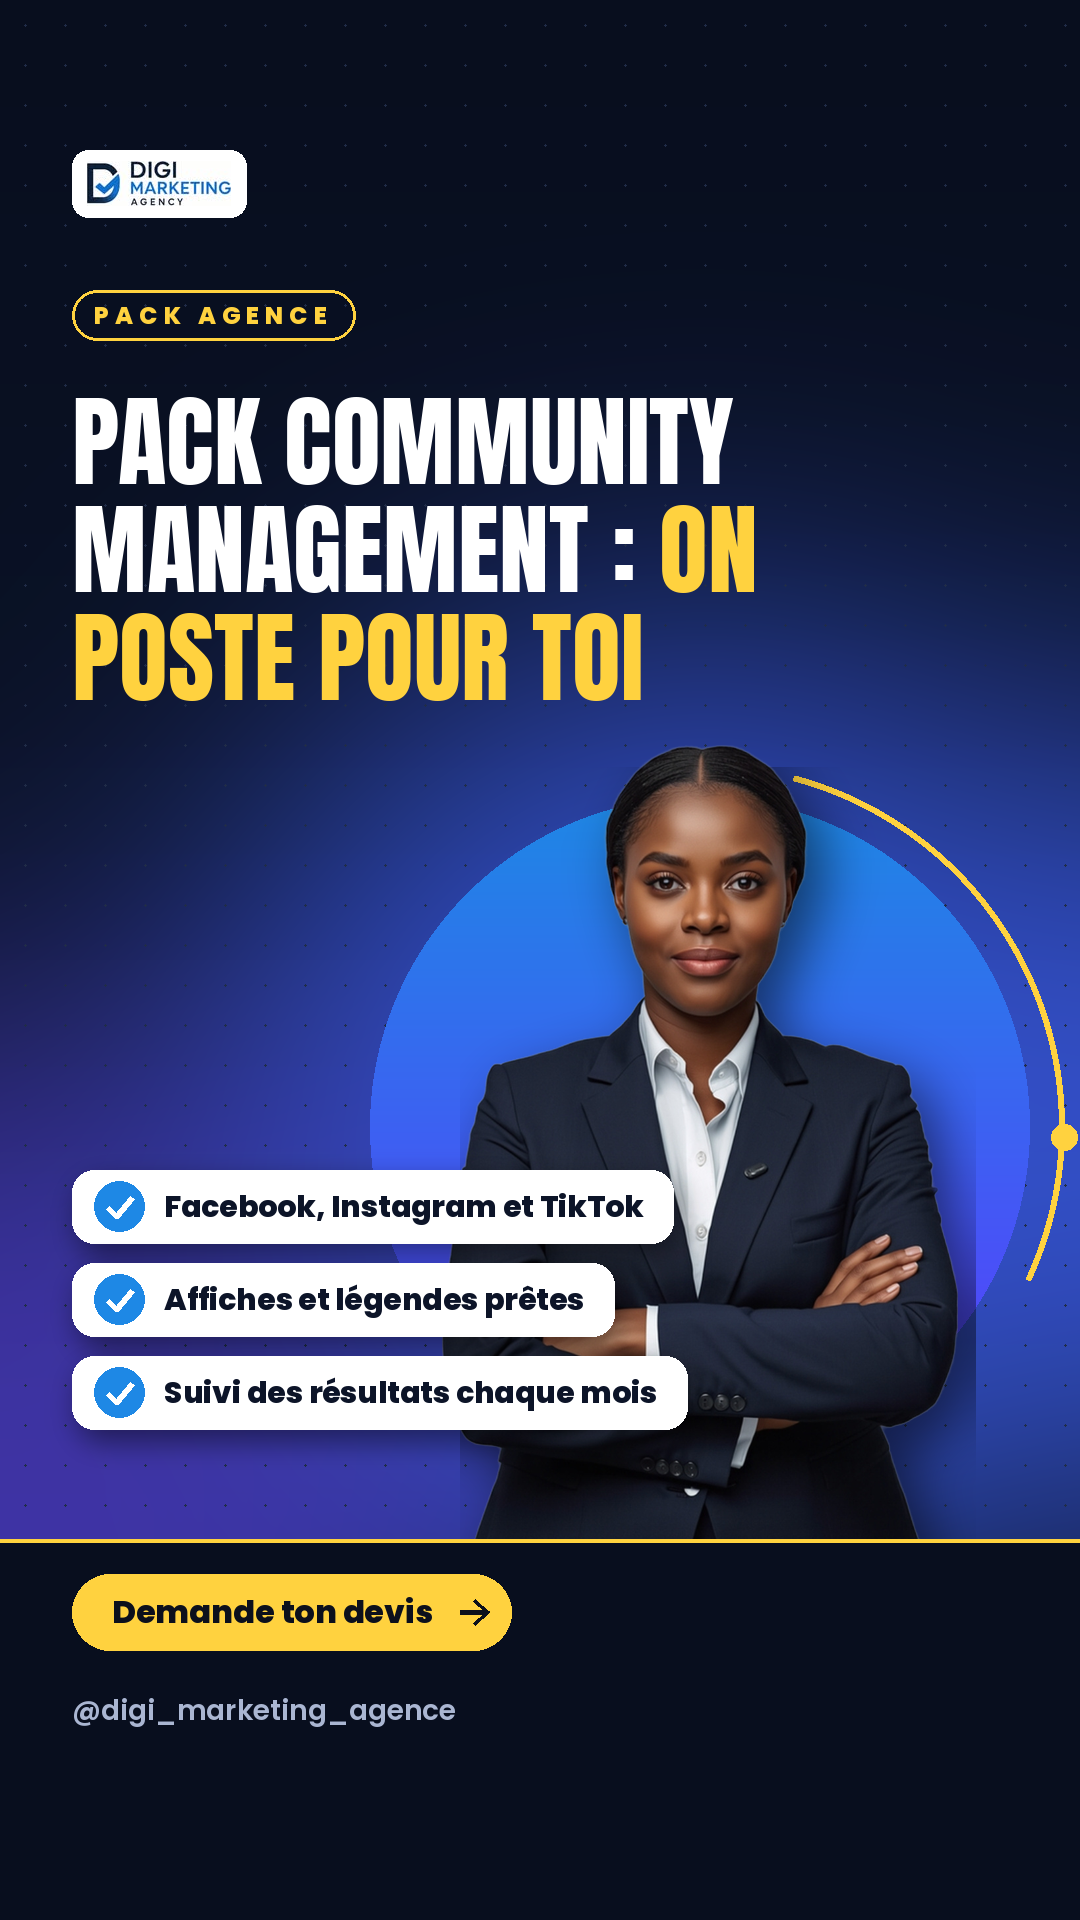 DIGI
MARKETING
AGENCY
PACK AGENCE
PACK COMMUNITY
MANAGEMENT : ON
POSTE POUR TOI
Facebook, Instagram et TikTok
Affiches et légendes prêtes
Suivi des résultats chaque mois
Demande ton devis
@digi_marketing_agence